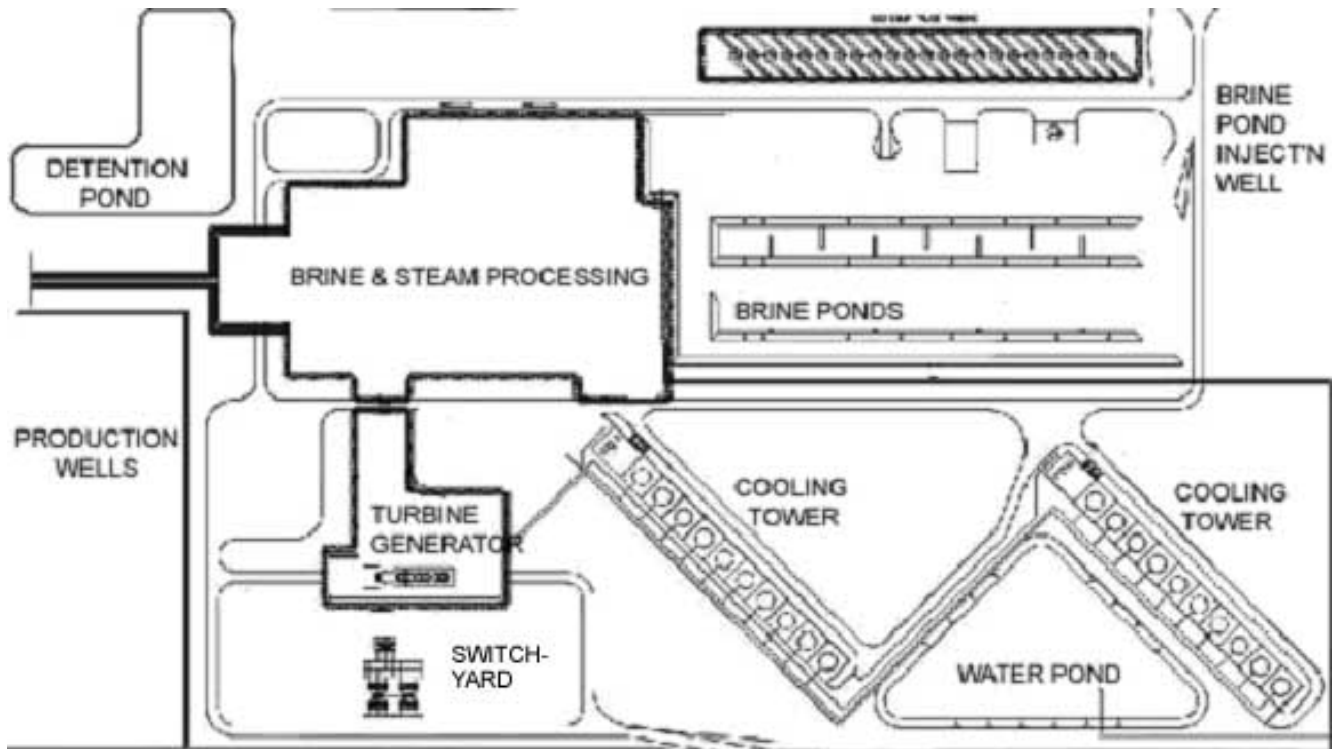 BRINE
POND
INJECT'N
WELL
DETENTION
POND
BRINE & STEAM PROCESSING
BRINE PONDS
PRODUCTION
WELLS
TURBINE
GENERATOR
COOLING
TOWER
COOLING
TOWER
SWITCH-
YARD
WATER POND